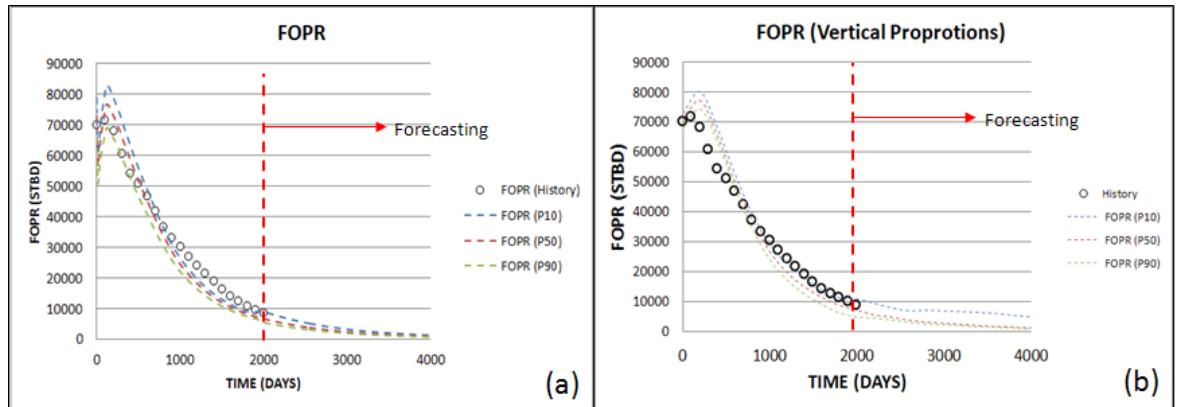 FOPR
90000
80000
70000
60000
50000
40000
30000
20000
10000
0
FOPR (STBD)
0 1000 2000 3000 4000
TIME (DAYS)
Forecasting
FOPR (History)
FOPR (P10)
FOPR (P50)
FOPR (P90)
(a)
FOPR (Vertical Proprotions)
90000
80000
70000
60000
50000
40000
30000
20000
10000
0
FOPR (STBD)
0 1000 2000 3000 4000
TIME (DAYS)
Forecasting
History
FOPR (P10)
FOPR (P50)
FOPR (P90)
(b)